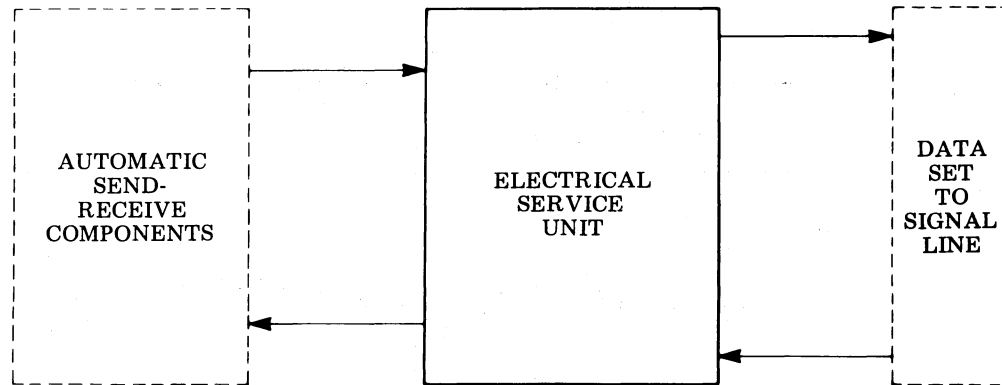 AUTOMATIC
SEND-
RECEIVE
COMPONENTS
ELECTRICAL
SERVICE
UNIT
DATA
SET
TO
SIGNAL
LINE